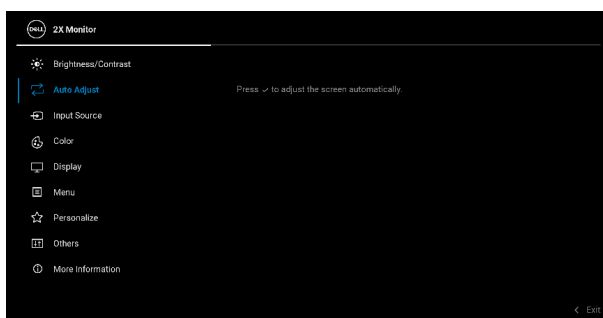 DELL 2X Monitor
Brightness/Contrast
Auto Adjust Press ✓ to adjust the screen automatically.
Input Source
Color
Display
Menu
Personalize
Others
More Information
< Exit